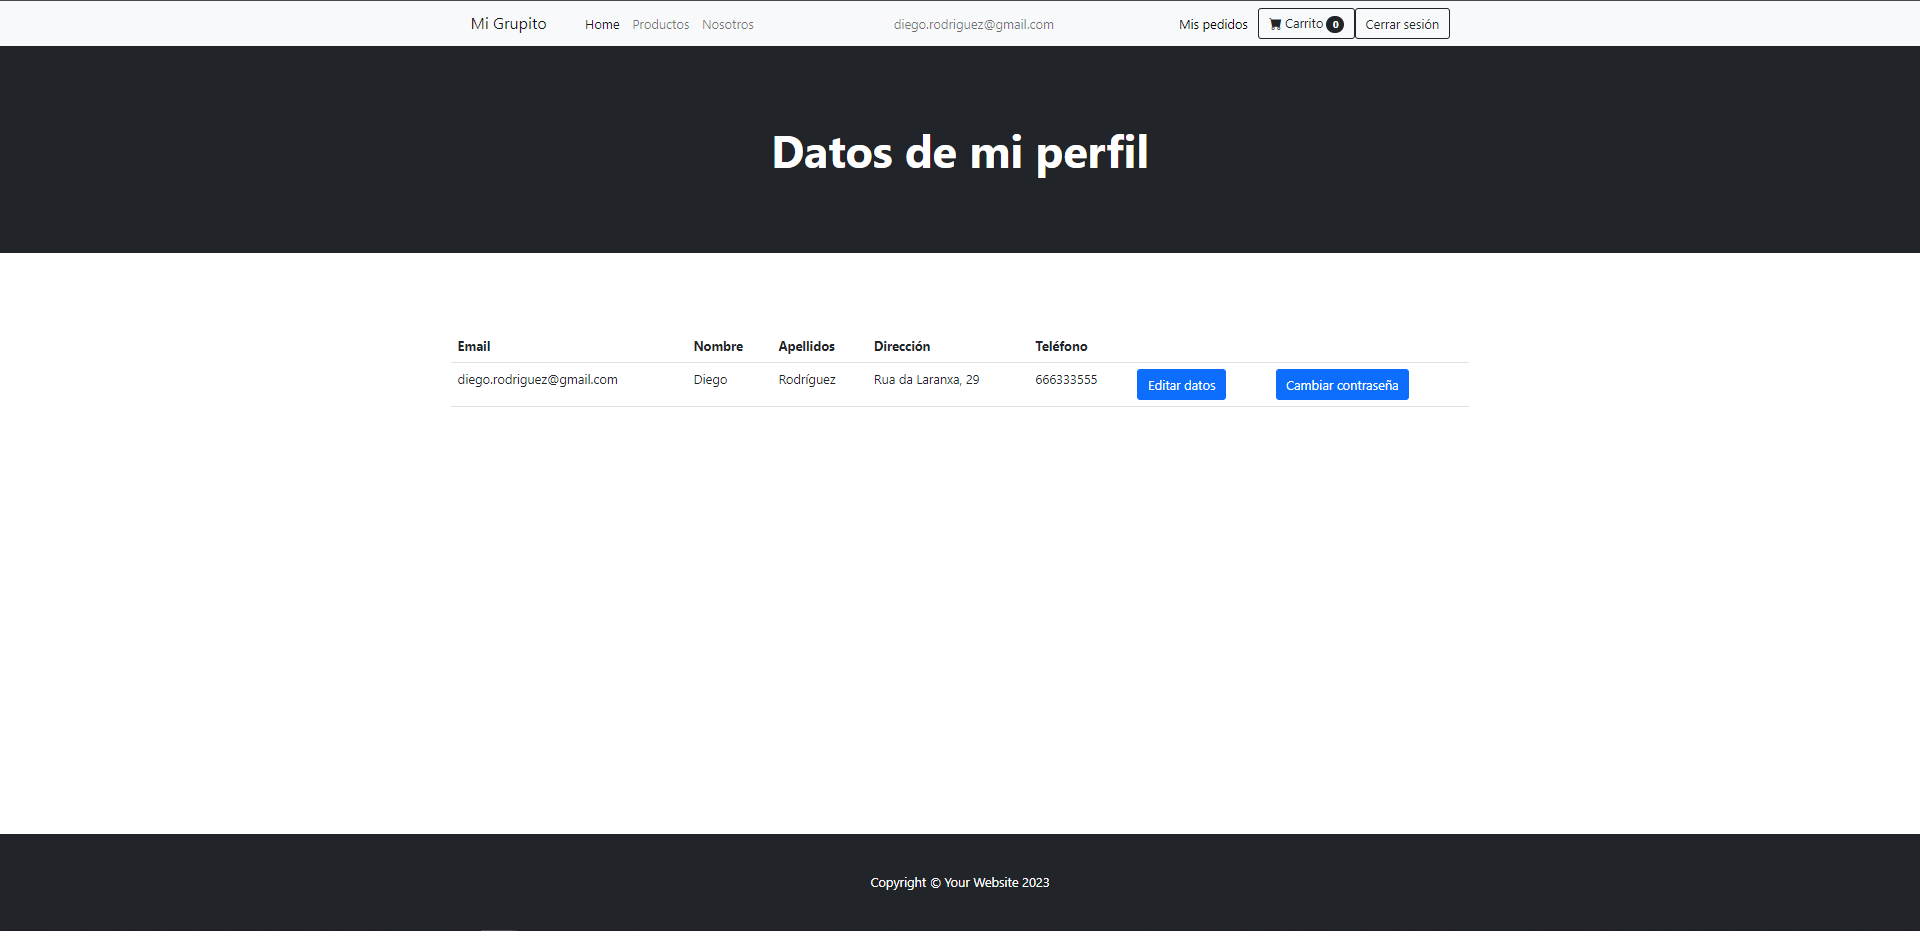 Mi Grupito Home Productos Nosotros diego.rodriguez@gmail.com Mis pedidos Carrito 0 Cerrar sesión
Datos de mi perfil
Email Nombre Apellidos Dirección Teléfono
diego.rodriguez@gmail.com Diego Rodríguez Rua da Laranxa, 29 666333555 Editar datos Cambiar contraseña
Copyright © Your Website 2023